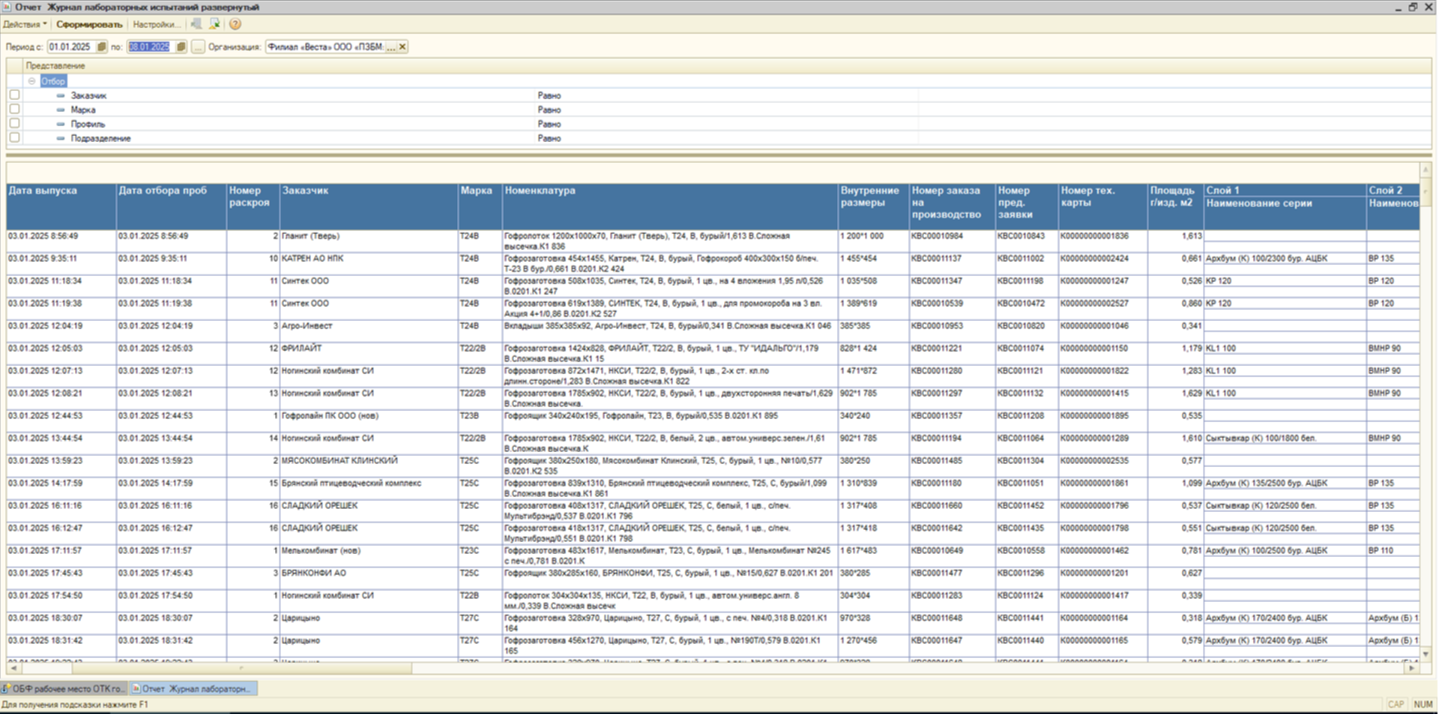 Отчет Журнал лабораторных испытаний развернутый
Действия Сформировать Настройки...
Период с: 01.01.2025 по: 08.01.2025 ... Организация: Филиал «Веста» ООО «ПЗБМ ...
Представление
Отбор
Заказчик Равно
Марка Равно
Профиль Равно
Подразделение Равно
Дата выпуска Дата отбора проб Номер раскроя Заказчик Марка Номенклатура Внутренние размеры Номер заказа на производство Номер пред. заявки Номер тех. карты Площадь г/изд. м2 Слой 1 Слой 2
Наименование серии Наименов
03.01.2025 8:56:49 03.01.2025 8:56:49 2 Гланит (Тверь) T24B Гофролоток 1200х1000х70, Гланит (Тверь), Т24, В, бурый/1,613 В.Сложная 1 200*1 000 КВС00010984 КВС0010843 К00000000001836 1,613
высечка.К1 836
03.01.2025 9:35:11 03.01.2025 9:35:11 10 КАТРЕН АО НПК T24B Гофрозаготовка 454х1455, Катрен, Т24, В, бурый, Гофрокороб 400х300х150 б/печ. 1 455*454 КВС00011137 КВС0011002 К00000000002424 0,661 Архбум (К) 100/2300 бур. АЦБК ВР 135
Т-23 В бур./0,661 В.0201.К2 424
03.01.2025 11:18:34 03.01.2025 11:18:34 11 Синтек ООО T24B Гофрозаготовка 508х1035, Синтек, Т24, В, бурый, 1 цв., на 4 вложения 1,95 л/0,526 1 035*508 КВС00011347 КВС0011198 К00000000001247 0,526 КР 120 ВР 120
В.0201.К1 247
03.01.2025 11:19:38 03.01.2025 11:19:38 11 Синтек ООО T24B Гофрозаготовка 619х1389, СИНТЕК, Т24, В, бурый, 1 цв., для промокороба на 3 вл. 1 389*619 КВС00010539 КВС0010472 К00000000002527 0,860 КР 120 ВР 120
Акция 4+1/0,86 В.0201.К2 527
03.01.2025 12:04:19 03.01.2025 12:04:19 3 Агро-Инвест T24B Вкладыши 385х385х92, Агро-Инвест, Т24, В, бурый/0,341 В.Сложная высечка.К1 046 385*385 КВС00010953 КВС0010820 К00000000001046 0,341
03.01.2025 12:05:03 03.01.2025 12:05:03 12 ФРИЛАЙТ T22/2B Гофрозаготовка 1424х828, ФРИЛАЙТ, Т22/2, В, бурый, 1 цв., ТУ "ИДАЛЬГО"/1,179 828*1 424 КВС00011221 КВС0011074 К00000000001150 1,179 KL1 100 ВМНР 90
В.Сложная высечка.К1 15
03.01.2025 12:07:13 03.01.2025 12:07:13 12 Ногинский комбинат СИ T22/2B Гофрозаготовка 872х1471, НКСИ, Т22/2, В, бурый, 1 цв., 2-х ст. кл.по 1 471*872 КВС00011280 КВС0011121 К00000000001822 1,283 KL1 100 ВМНР 90
длинн.стороне/1,283 В.Сложная высечка.К1 822
03.01.2025 12:08:21 03.01.2025 12:08:21 13 Ногинский комбинат СИ T22/2B Гофрозаготовка 1785х902, НКСИ, Т22/2, В, бурый, 1 цв., двухсторонняя печать/1,629 902*1 785 КВС00011297 КВС0011132 К00000000001415 1,629 KL1 100 ВМНР 90
В.Сложная высечка.
03.01.2025 12:44:53 03.01.2025 12:44:53 1 Гофролайн ПК ООО (нов) T23B Гофроящик 340х240х195, Гофролайн, Т23, В, бурый/0,535 В.0201.К1 895 340*240 КВС00011357 КВС0011208 К00000000001895 0,535
03.01.2025 13:44:54 03.01.2025 13:44:54 14 Ногинский комбинат СИ T22/2B Гофрозаготовка 1785х902, НКСИ, Т22/2, В, белый, 2 цв., автом.универс.зелен./1,61 902*1 785 КВС00011194 КВС0011064 К00000000001289 1,610 Сыктывкар (К) 100/1800 бел. ВМНР 90
В.Сложная высечка.К
03.01.2025 13:59:23 03.01.2025 13:59:23 2 МЯСОКОМБИНАТ КЛИНСКИЙ T25C Гофроящик 380х250х180, Мясокомбинат Клинский, Т25, С, бурый, 1 цв., №10/0,577 380*250 КВС00011485 КВС0011304 К00000000002535 0,577
В.0201.К2 535
03.01.2025 14:17:59 03.01.2025 14:17:59 15 Брянский птицеводческий комплекс T25C Гофрозаготовка 839х1310, Брянский птицеводческий комплекс, Т25, С, бурый/1,099 1 310*839 КВС00011180 КВС0011051 К00000000001861 1,099 Архбум (К) 135/2500 бур. АЦБК ВР 135
В.Сложная высечка.К1 861
03.01.2025 16:11:16 03.01.2025 16:11:16 16 СЛАДКИЙ ОРЕШЕК T25C Гофрозаготовка 408х1317, СЛАДКИЙ ОРЕШЕК, Т25, С, белый, 1 цв., с/печ. 1 317*408 КВС00011660 КВС0011452 К00000000001796 0,537 Сыктывкар (К) 120/2500 бел. ВР 135
Мультибрэнд/0,537 В.0201.К1 796
03.01.2025 16:12:47 03.01.2025 16:12:47 16 СЛАДКИЙ ОРЕШЕК T25C Гофрозаготовка 418х1317, СЛАДКИЙ ОРЕШЕК, Т25, С, белый, 1 цв., с/печ. 1 317*418 КВС00011642 КВС0011435 К00000000001798 0,551 Сыктывкар (К) 120/2500 бел. ВР 135
Мультибрэнд/0,551 В.0201.К1 798
03.01.2025 17:11:57 03.01.2025 17:11:57 1 Мелькомбинат (нов) T23C Гофрозаготовка 483х1617, Мелькомбинат, Т23, С, бурый, 1 цв., Мелькомбинат №245 1 617*483 КВС00010649 КВС0010558 К00000000001462 0,781 Архбум (К) 100/2500 бур. АЦБК ВР 110
с печ./0,781 В.0201.К
03.01.2025 17:45:43 03.01.2025 17:45:43 3 БРЯНКОНФИ АО T25C Гофроящик 380х285х160, БРЯНКОНФИ, Т25, С, бурый, 1 цв., №15/0,627 В.0201.К1 201 380*285 КВС00011477 КВС0011296 К00000000001201 0,627
03.01.2025 17:54:50 03.01.2025 17:54:50 1 Ногинский комбинат СИ T22B Гофролоток 304х304х135, НКСИ, Т22, В, бурый, 1 цв., автом.универс.англ. 8 304*304 КВС00011283 КВС0011124 К00000000001417 0,339
мм./0,339 В.Сложная высечк
03.01.2025 18:30:07 03.01.2025 18:30:07 2 Царицыно T27C Гофрозаготовка 328х970, Царицыно, Т27, С, бурый, 1 цв., с печ. №4/0,318 В.0201.К1 970*328 КВС00011648 КВС0011441 К00000000001164 0,318 Архбум (К) 170/2400 бур. АЦБК Архбум (Б) 1
164
03.01.2025 18:31:42 03.01.2025 18:31:42 2 Царицыно T27C Гофрозаготовка 456х1270, Царицыно, Т27, С, бурый, 1 цв., №190Т/0,579 В.0201.К1 1 270*456 КВС00011647 КВС0011440 К00000000001165 0,579 Архбум (К) 170/2400 бур. АЦБК Архбум (Б) 1
165
ОБФ рабочее место ОТК го... Отчет Журнал лабораторн...
Для получения подсказки нажмите F1 CAP NUM